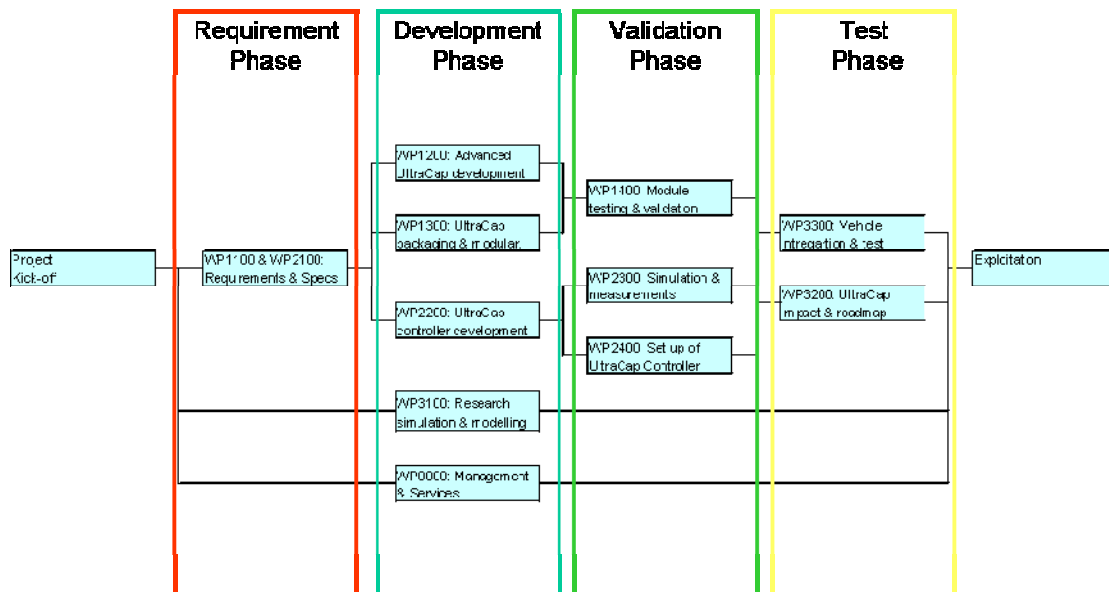 Requirement
Phase
Development
Phase
Validation
Phase
Test
Phase
WP1200: Advanced
UltraCap development
WP1400: Module
testing & validation
WP1300: UltraCap
packaging & modular.
WP3300: Vehicle
intregation & test
Project
Kick-off
WP1100 & WP2100:
Requirements & Specs
Exploitation
WP2300: Simulation &
measurements
WP3200: UltraCap
impact & roadmap
WP2200: UltraCap
controller development
WP2400: Set up of
UltraCap Controller
WP3100: Research
simulation & modelling
WP0000: Management
& Services